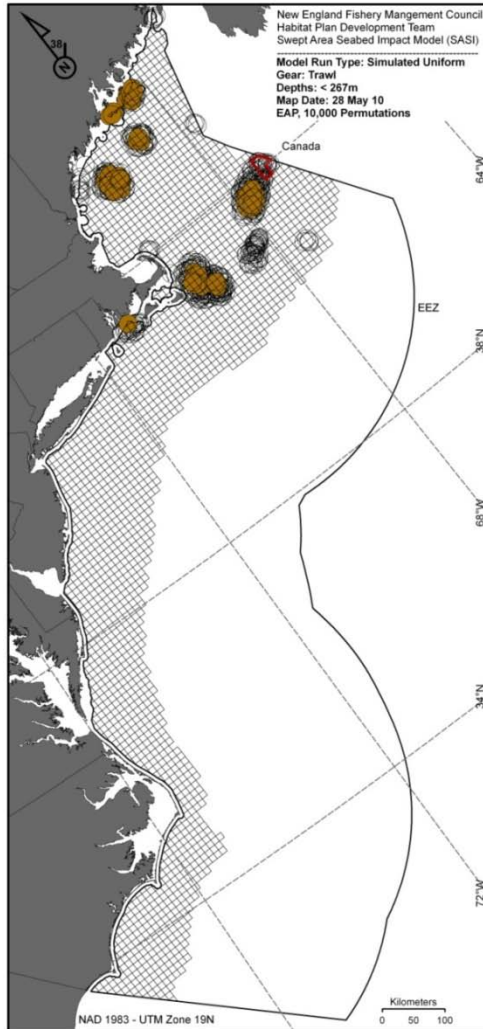 New England Fishery Mangement Council
Habitat Plan Development Team
Swept Area Seabed Impact Model (SASI)
Model Run Type: Simulated Uniform
Gear: Trawl
Depths: < 267m
Map Date: 28 May 10
EAP, 10,000 Permutations
38
N
Canada
64°W
EEZ
38°N
68°W
34°N
72°W
Kilometers
0 50 100
NAD 1983 - UTM Zone 19N